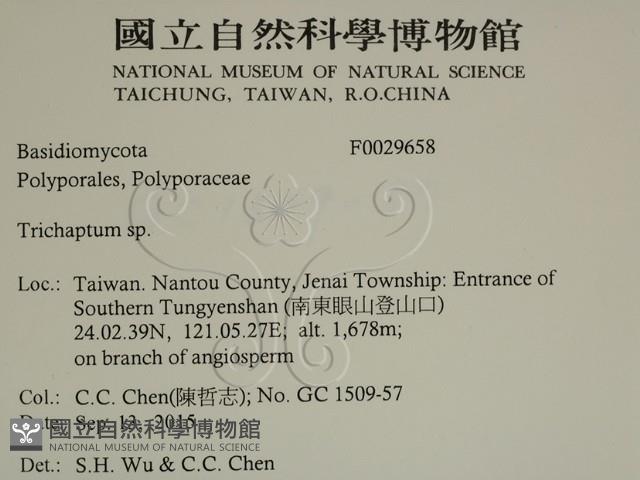 國立自然科學博物館
NATIONAL MUSEUM OF NATURAL SCIENCE
TAICHUNG, TAIWAN, R.O.CHINA
Basidiomycota F0029658
Polyporales, Polyporaceae
Trichaptum sp.
Loc.: Taiwan. Nantou County, Jenai Township: Entrance of
Southern Tungyenshan (南東眼山登山口)
24.02.39N, 121.05.27E; alt. 1,678m;
on branch of angiosperm
Col.: C.C. Chen(陳哲志); No. GC 1509-57
Date: Sep. 13, 2015
國立自然科學博物館
NATIONAL MUSEUM OF NATURAL SCIENCE
Det.: S.H. Wu & C.C. Chen